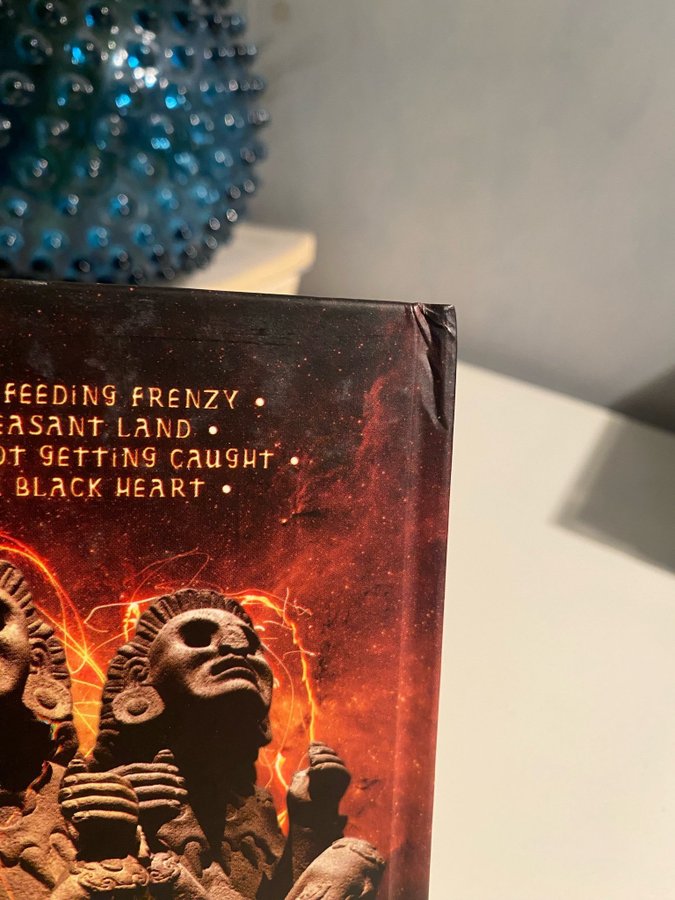 FEEDING FRENZY •
EASANT LAND •
OT GETTING CAUGHT •
BLACK HEART •